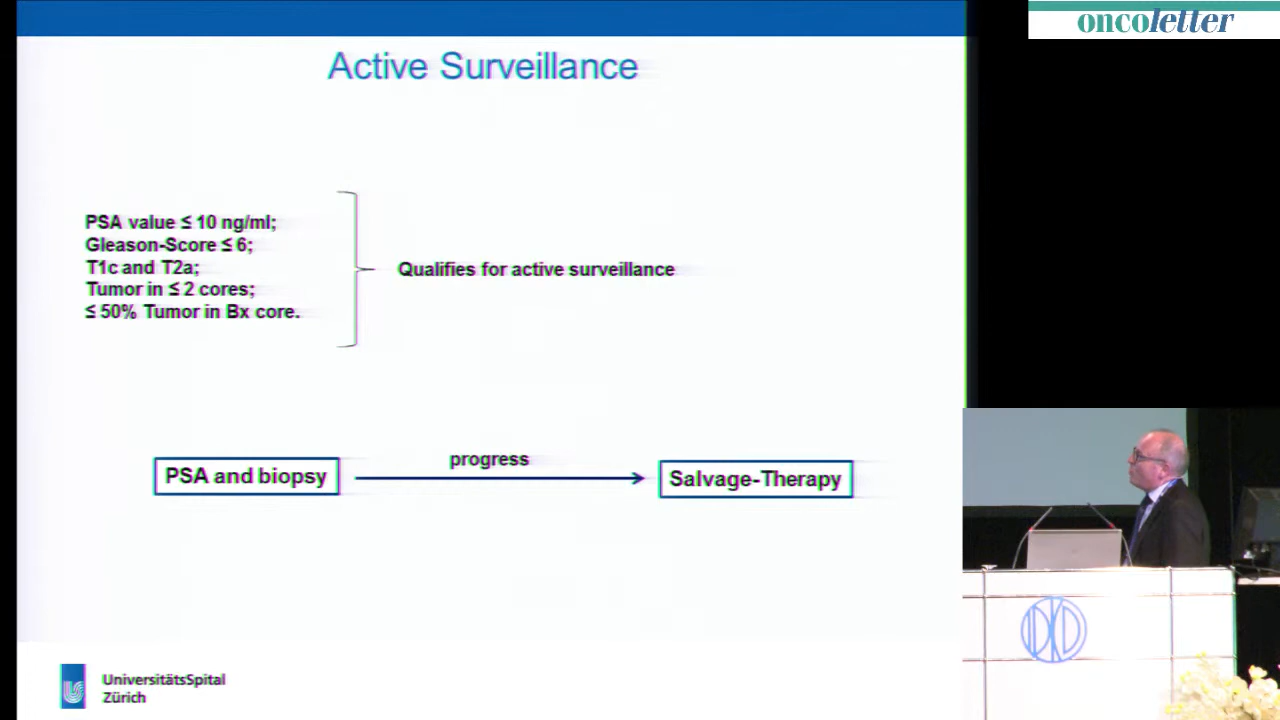 oncoletter
Active Surveillance
PSA value ≤ 10 ng/ml;
Gleason-Score ≤ 6;
T1c and T2a;
Tumor in ≤ 2 cores;
≤ 50% Tumor in Bx core.
Qualifies for active surveillance
PSA and biopsy
progress
Salvage-Therapy
UniversitätsSpital
Zürich
IDKD